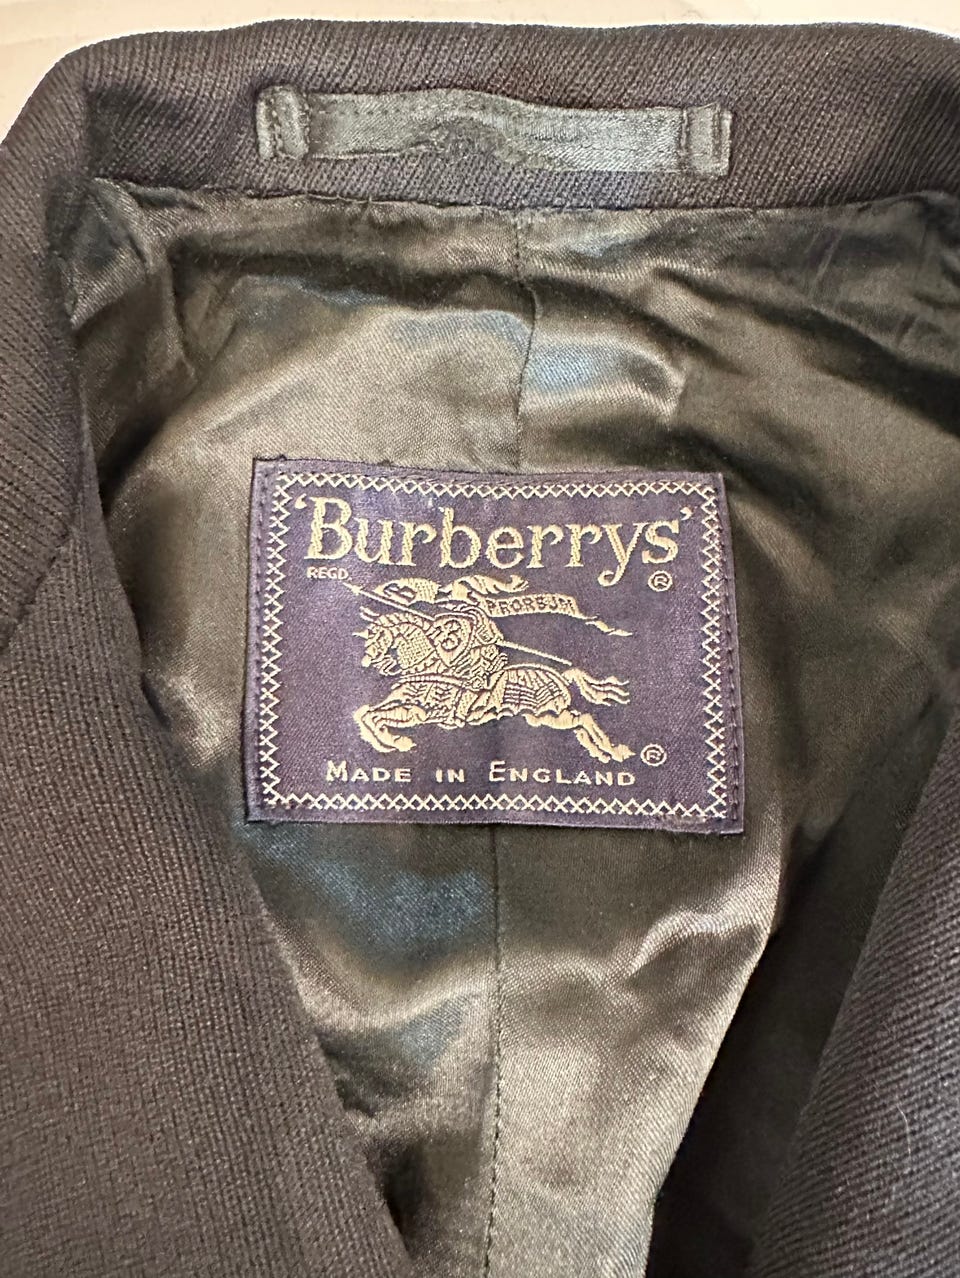 'Burberrys'
REGD. ®
PRORSUM
®
MADE IN ENGLAND